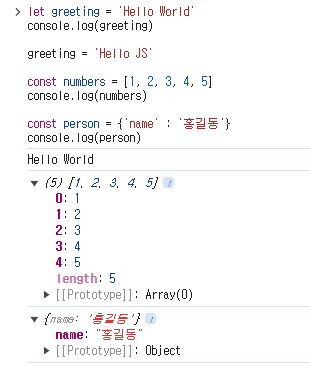 let greeting = 'Hello World'
console.log(greeting)
greeting = 'Hello JS'
const numbers = [1, 2, 3, 4, 5]
console.log(numbers)
const person = {'name' : '홍길동'}
console.log(person)
Hello World
(5) [1, 2, 3, 4, 5] i
0: 1
1: 2
2: 3
3: 4
4: 5
length: 5
[[Prototype]]: Array(0)
{name: '홍길동'} i
name: "홍길동"
[[Prototype]]: Object